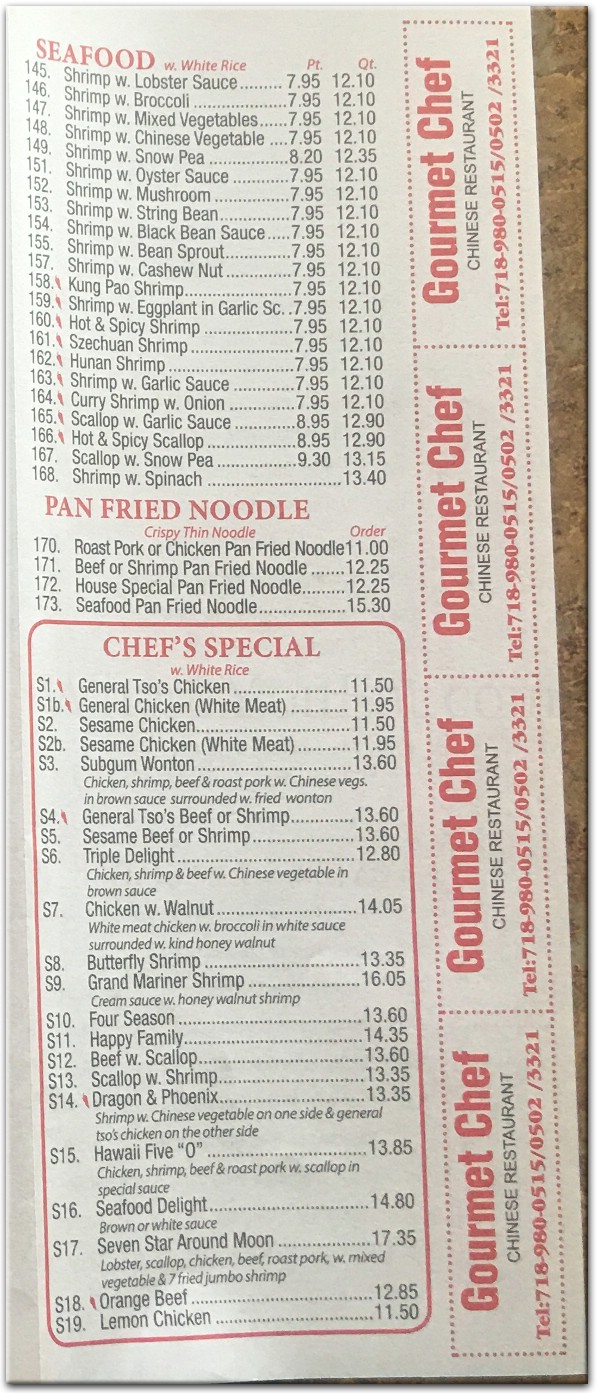 SEAFOOD w. White Rice Pt. Qt.
145. Shrimp w. Lobster Sauce......... 7.95 12.10
146. Shrimp w. Broccoli ..................7.95 12.10
147. Shrimp w. Mixed Vegetables......7.95 12.10
148. Shrimp w. Chinese Vegetable ....7.95 12.10
149. Shrimp w. Snow Pea ................8.20 12.35
151. Shrimp w. Oyster Sauce ............7.95 12.10
152. Shrimp w. Mushroom ................7.95 12.10
153. Shrimp w. String Bean...............7.95 12.10
154. Shrimp w. Black Bean Sauce.....7.95 12.10
155. Shrimp w. Bean Sprout..............7.95 12.10
157. Shrimp w. Cashew Nut ..............7.95 12.10
158. Kung Pao Shrimp.......................7.95 12.10
159. Shrimp w. Eggplant in Garlic Sc. .7.95 12.10
160. Hot & Spicy Shrimp ...................7.95 12.10
161. Szechuan Shrimp ......................7.95 12.10
162. Hunan Shrimp ...........................7.95 12.10
163. Shrimp w. Garlic Sauce .............7.95 12.10
164. Curry Shrimp w. Onion ..............7.95 12.10
165. Scallop w. Garlic Sauce .............8.95 12.90
166. Hot & Spicy Scallop ...................8.95 12.90
167. Scallop w. Snow Pea .................9.30 13.15
168. Shrimp w. Spinach .............................13.40
PAN FRIED NOODLE
Crispy Thin Noodle Order
170. Roast Pork or Chicken Pan Fried Noodle11.00
171. Beef or Shrimp Pan Fried Noodle .......12.25
172. House Special Pan Fried Noodle.........12.25
173. Seafood Pan Fried Noodle..................15.30
CHEF'S SPECIAL
w. White Rice
S1. General Tso's Chicken ........................ 11.50
S1b. General Chicken (White Meat) ............ 11.95
S2. Sesame Chicken................................11.50
S2b. Sesame Chicken (White Meat) ...........11.95
S3. Subgum Wonton ................................13.60
Chicken, shrimp, beef & roast pork w. Chinese vegs.
in brown sauce surrounded w. fried wonton
S4. General Tso's Beef or Shrimp.............13.60
S5. Sesame Beef or Shrimp.....................13.60
S6. Triple Delight.....................................12.80
Chicken, shrimp & beef w. Chinese vegetable in
brown sauce
S7. Chicken w. Walnut .............................14.05
White meat chicken w. broccoli in white sauce
surrounded w. kind honey walnut
S8. Butterfly Shrimp .................................13.35
S9. Grand Mariner Shrimp .......................16.05
Cream sauce w. honey walnut shrimp
S10. Four Season ......................................13.60
S11. Happy Family.....................................14.35
S12. Beef w. Scallop..................................13.60
S13. Scallop w. Shrimp..............................13.35
S14. Dragon & Phoenix..............................13.35
Shrimp w. Chinese vegetable on one side & general
tso's chicken on the other side
S15. Hawaii Five "O" .................................13.85
Chicken, shrimp, beef & roast pork w. scallop in
special sauce
S16. Seafood Delight.................................14.80
Brown or white sauce
S17. Seven Star Around Moon ...................17.35
Lobster, scallop, chicken, beef, roast pork, w. mixed
vegetable & 7 fried jumbo shrimp
S18. Orange Beef ......................................12.85
S19. Lemon Chicken .................................11.50
Gourmet Chef
CHINESE RESTAURANT
Tel:718-980-0515/0502 /3321
Gourmet Chef
CHINESE RESTAURANT
Tel:718-980-0515/0502 /3321
Gourmet Chef
CHINESE RESTAURANT
Tel:718-980-0515/0502 /3321
Gourmet Chef
CHINESE RESTAURANT
Tel:718-980-0515/0502 /3321